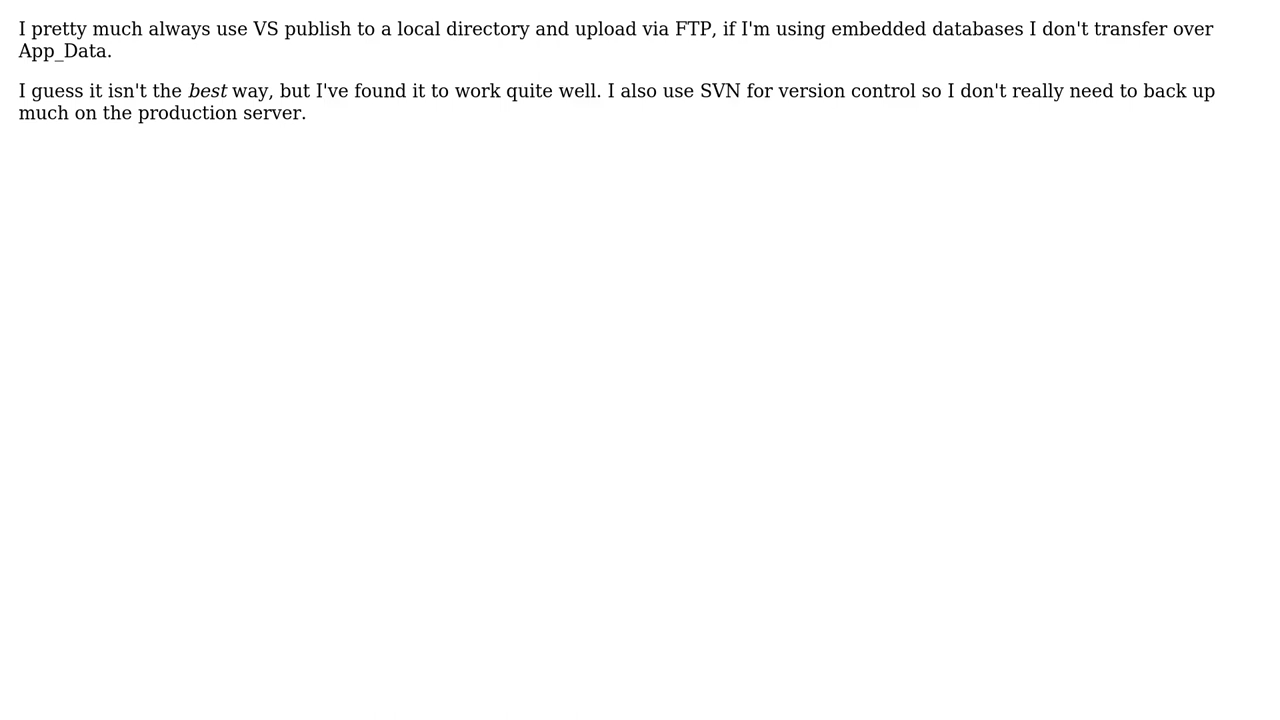 I pretty much always use VS publish to a local directory and upload via FTP, if I'm using embedded databases I don't transfer over
App_Data.
I guess it isn't the best way, but I've found it to work quite well. I also use SVN for version control so I don't really need to back up
much on the production server.